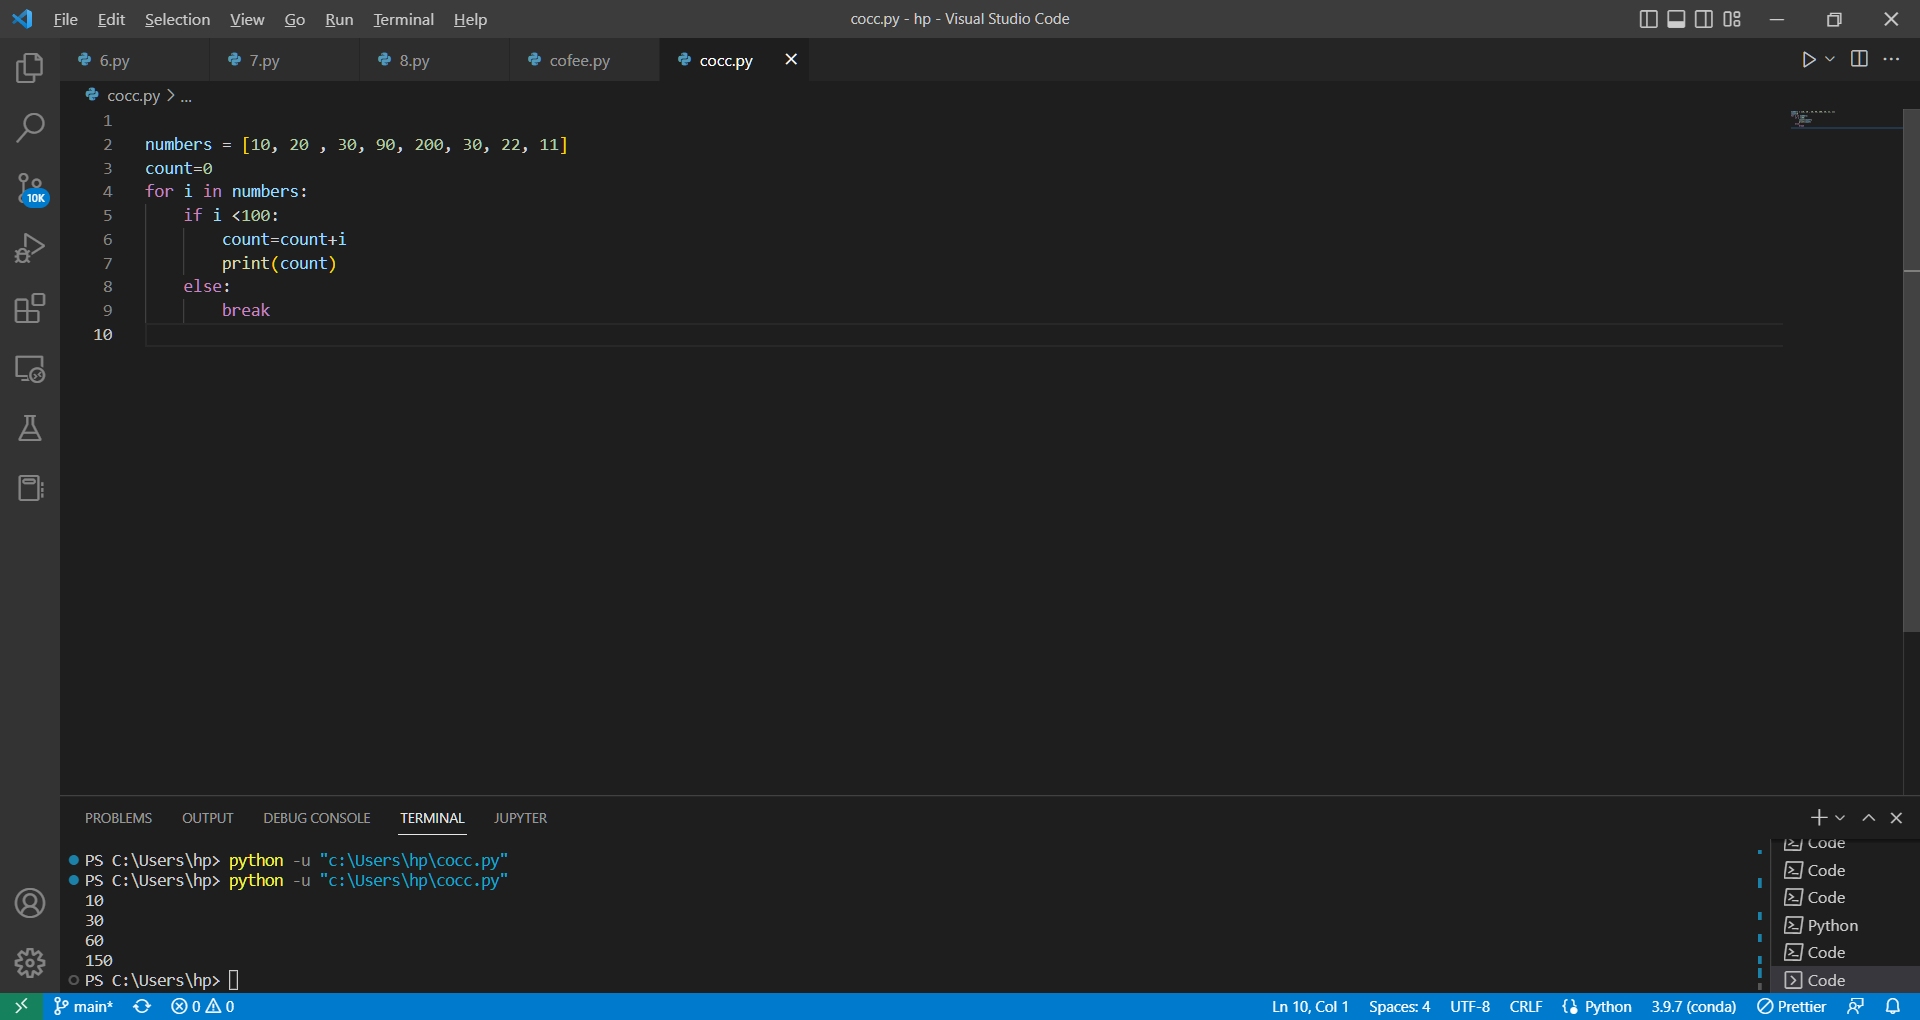 File Edit Selection View Go Run Terminal Help cocc.py - hp - Visual Studio Code
6.py 7.py 8.py cofee.py cocc.py
cocc.py > ...
1
2 numbers = [10, 20 , 30, 90, 200, 30, 22, 11]
3 count=0
4 for i in numbers:
5     if i <100:
6         count=count+i
7         print(count)
8     else:
9         break
10
10K
PROBLEMS OUTPUT DEBUG CONSOLE TERMINAL JUPYTER
PS C:\Users\hp> python -u "c:\Users\hp\cocc.py"
PS C:\Users\hp> python -u "c:\Users\hp\cocc.py"
10
30
60
150
PS C:\Users\hp>
Code
Code
Code
Python
Code
Code
main* 0 0 Ln 10, Col 1 Spaces: 4 UTF-8 CRLF Python 3.9.7 (conda) Prettier